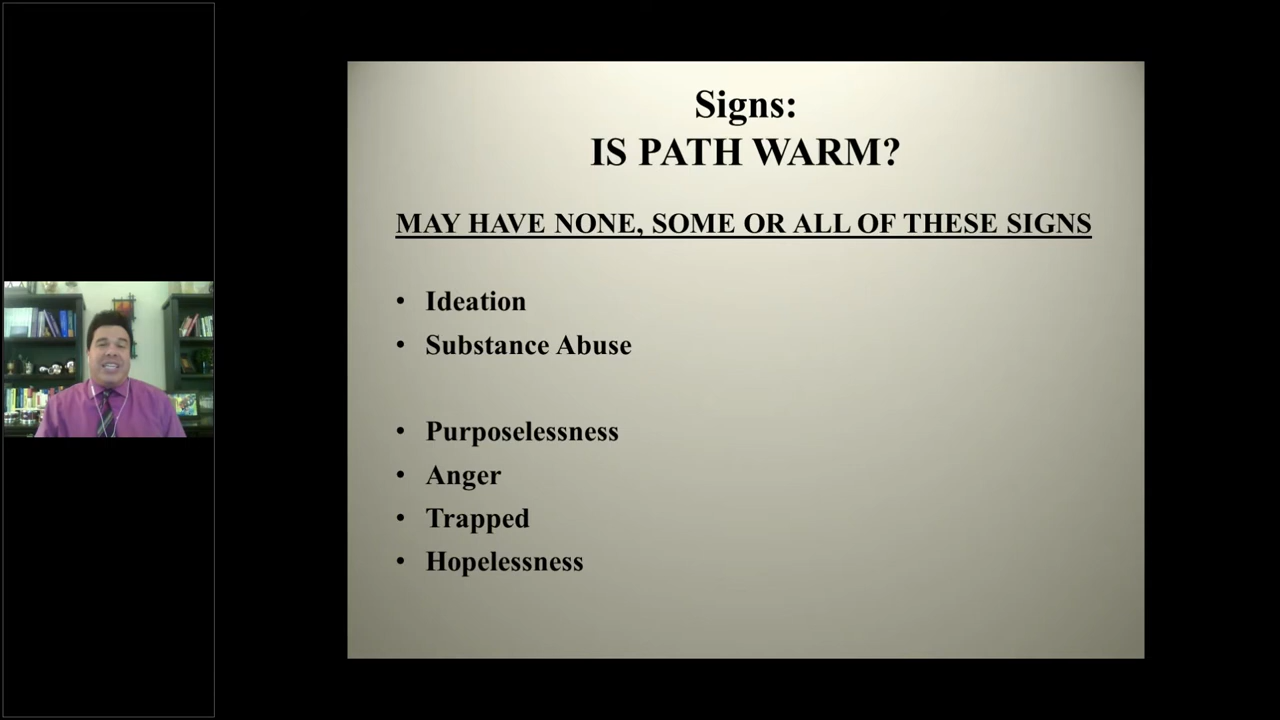 Signs:
IS PATH WARM?
MAY HAVE NONE, SOME OR ALL OF THESE SIGNS
• Ideation
• Substance Abuse
• Purposelessness
• Anger
• Trapped
• Hopelessness